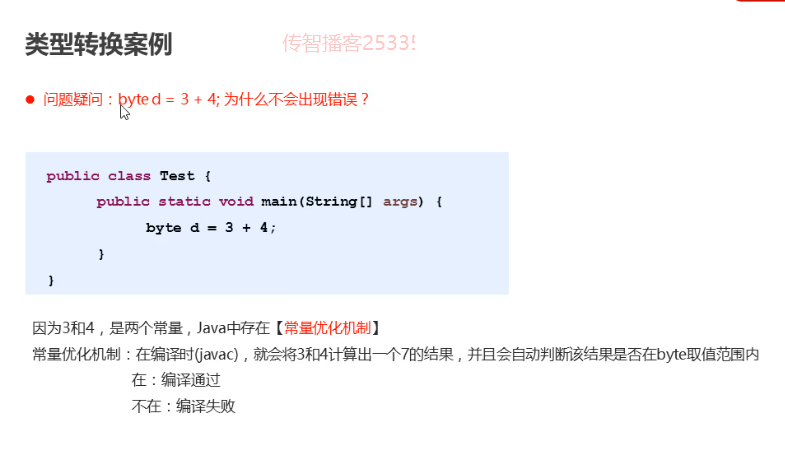 类型转换案例
传智播客2533
问题疑问：byte d = 3 + 4; 为什么不会出现错误？
public class Test {
public static void main(String[] args) {
byte d = 3 + 4;
}
}
因为3和4，是两个常量，Java中存在【常量优化机制】
常量优化机制：在编译时(javac)，就会将3和4计算出一个7的结果，并且会自动判断该结果是否在byte取值范围内
在：编译通过
不在：编译失败